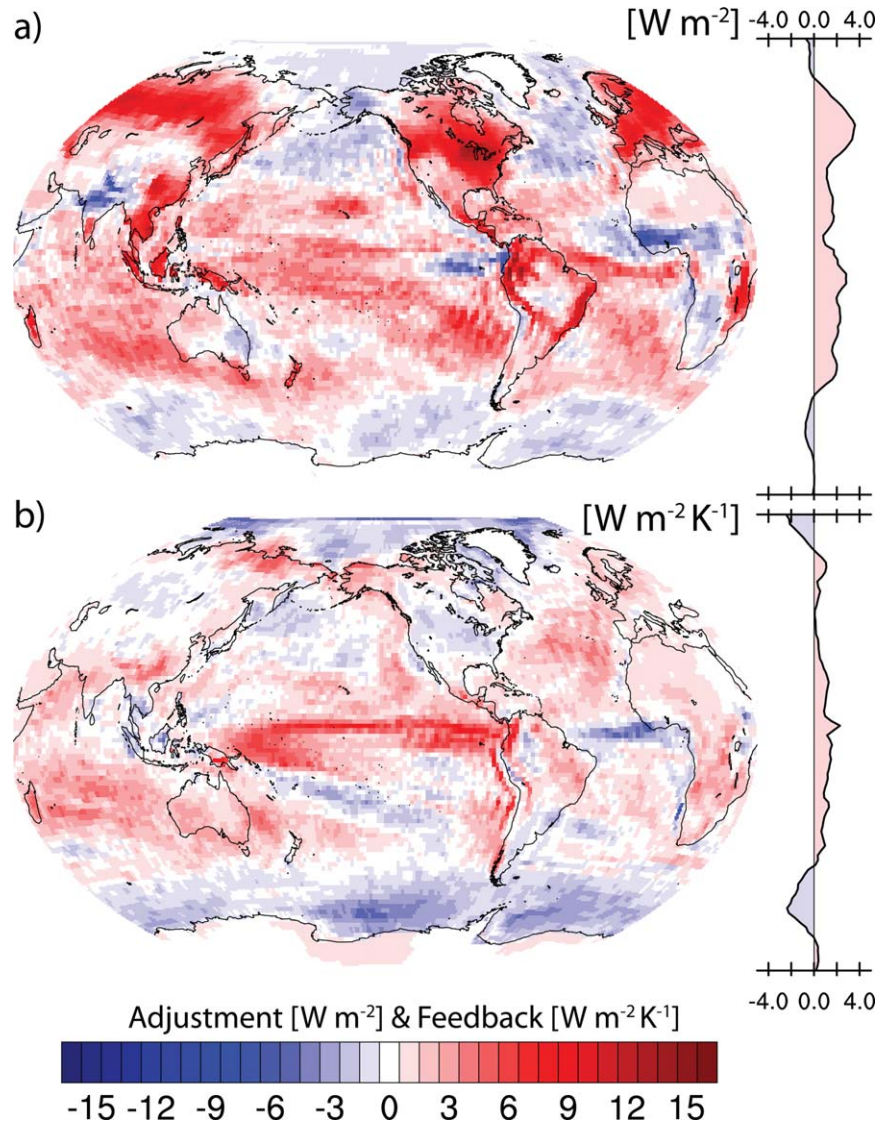 a)
[W m-2]
-4.0 0.0 4.0
b)
[W m-2 K-1]
-4.0 0.0 4.0
Adjustment [W m-2] & Feedback [W m-2 K-1]
-15 -12 -9 -6 -3 0 3 6 9 12 15